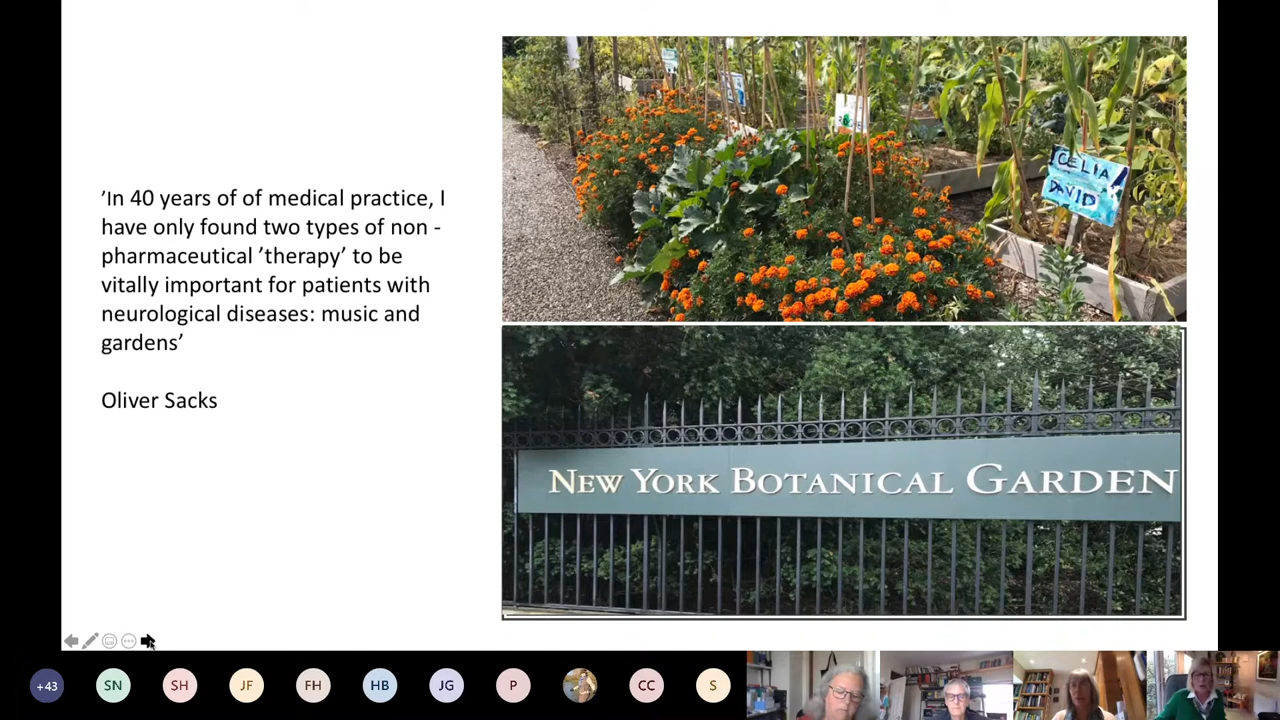 ’In 40 years of of medical practice, I
have only found two types of non -
pharmaceutical ’therapy’ to be
vitally important for patients with
neurological diseases: music and
gardens’
Oliver Sacks
CELIA
DAVID
NEW YORK BOTANICAL GARDEN
+43
SN
SH
JF
FH
HB
JG
P
CC
S